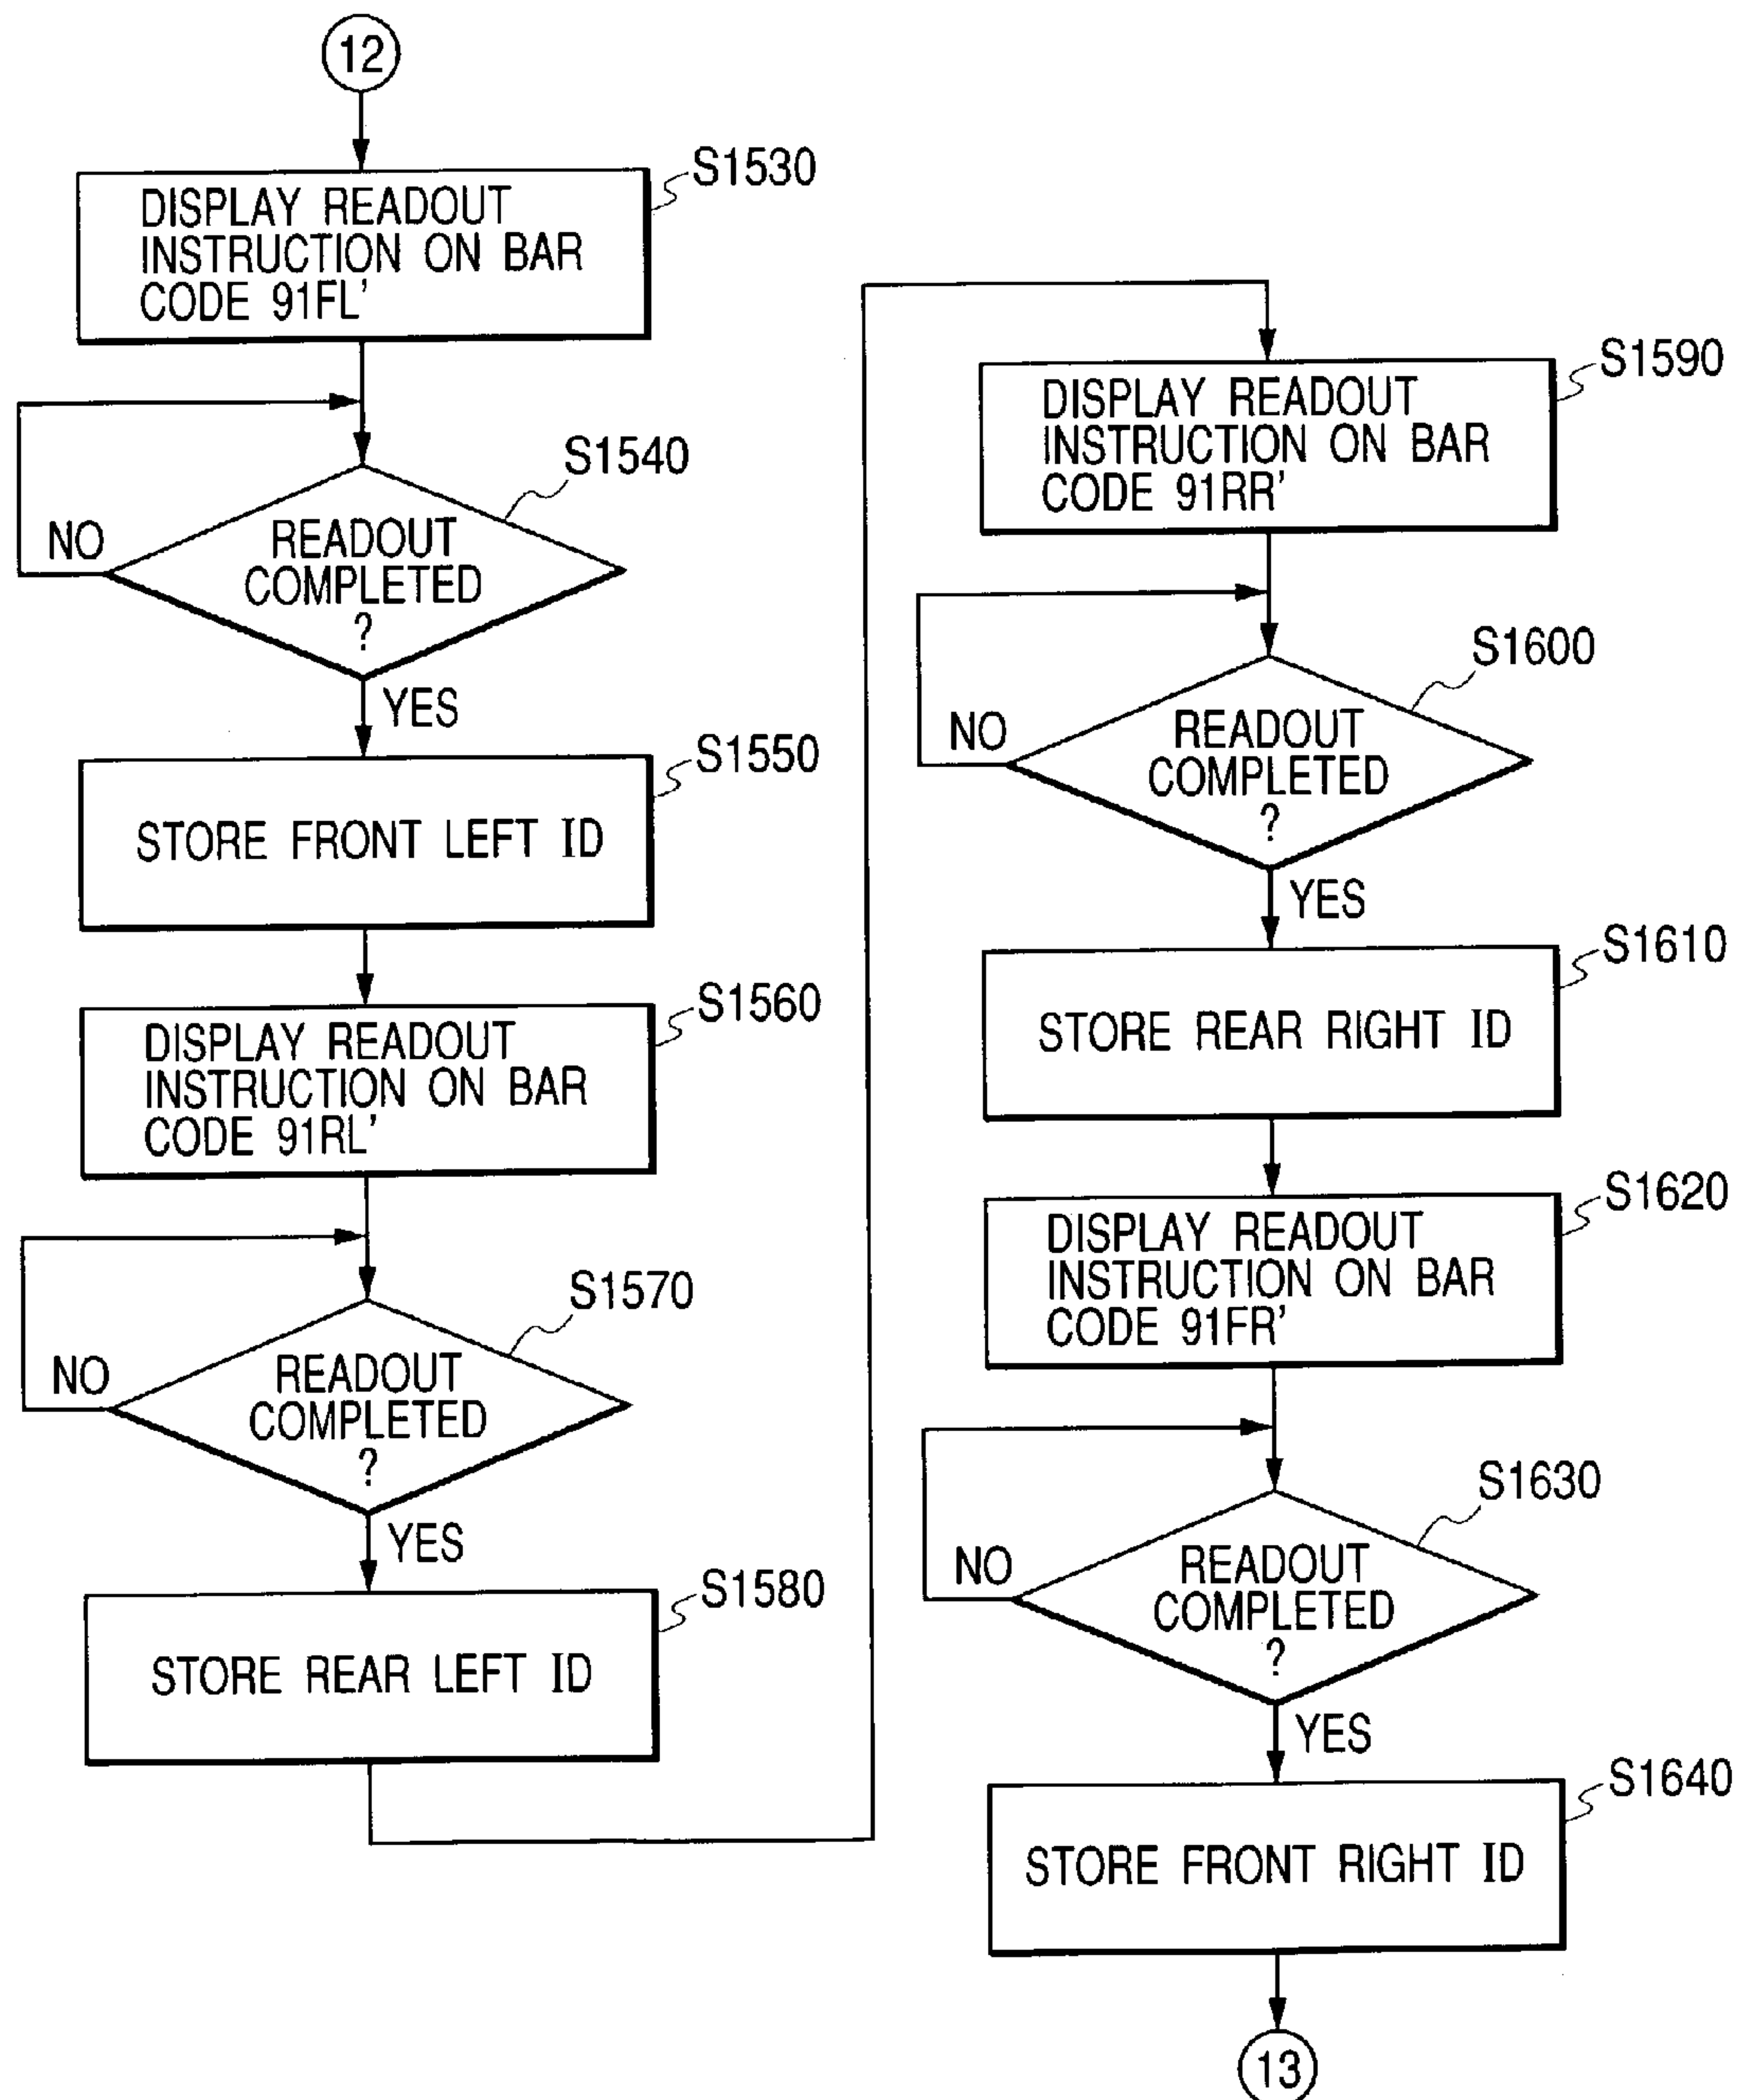 12
S1530
DISPLAY READOUT
INSTRUCTION ON BAR
CODE 91FL'
S1540
NO
READOUT
COMPLETED
?
YES
S1550
STORE FRONT LEFT ID
S1560
DISPLAY READOUT
INSTRUCTION ON BAR
CODE 91RL'
S1570
NO
READOUT
COMPLETED
?
YES
S1580
STORE REAR LEFT ID
S1590
DISPLAY READOUT
INSTRUCTION ON BAR
CODE 91RR'
S1600
NO
READOUT
COMPLETED
?
YES
S1610
STORE REAR RIGHT ID
S1620
DISPLAY READOUT
INSTRUCTION ON BAR
CODE 91FR'
S1630
NO
READOUT
COMPLETED
?
YES
S1640
STORE FRONT RIGHT ID
13